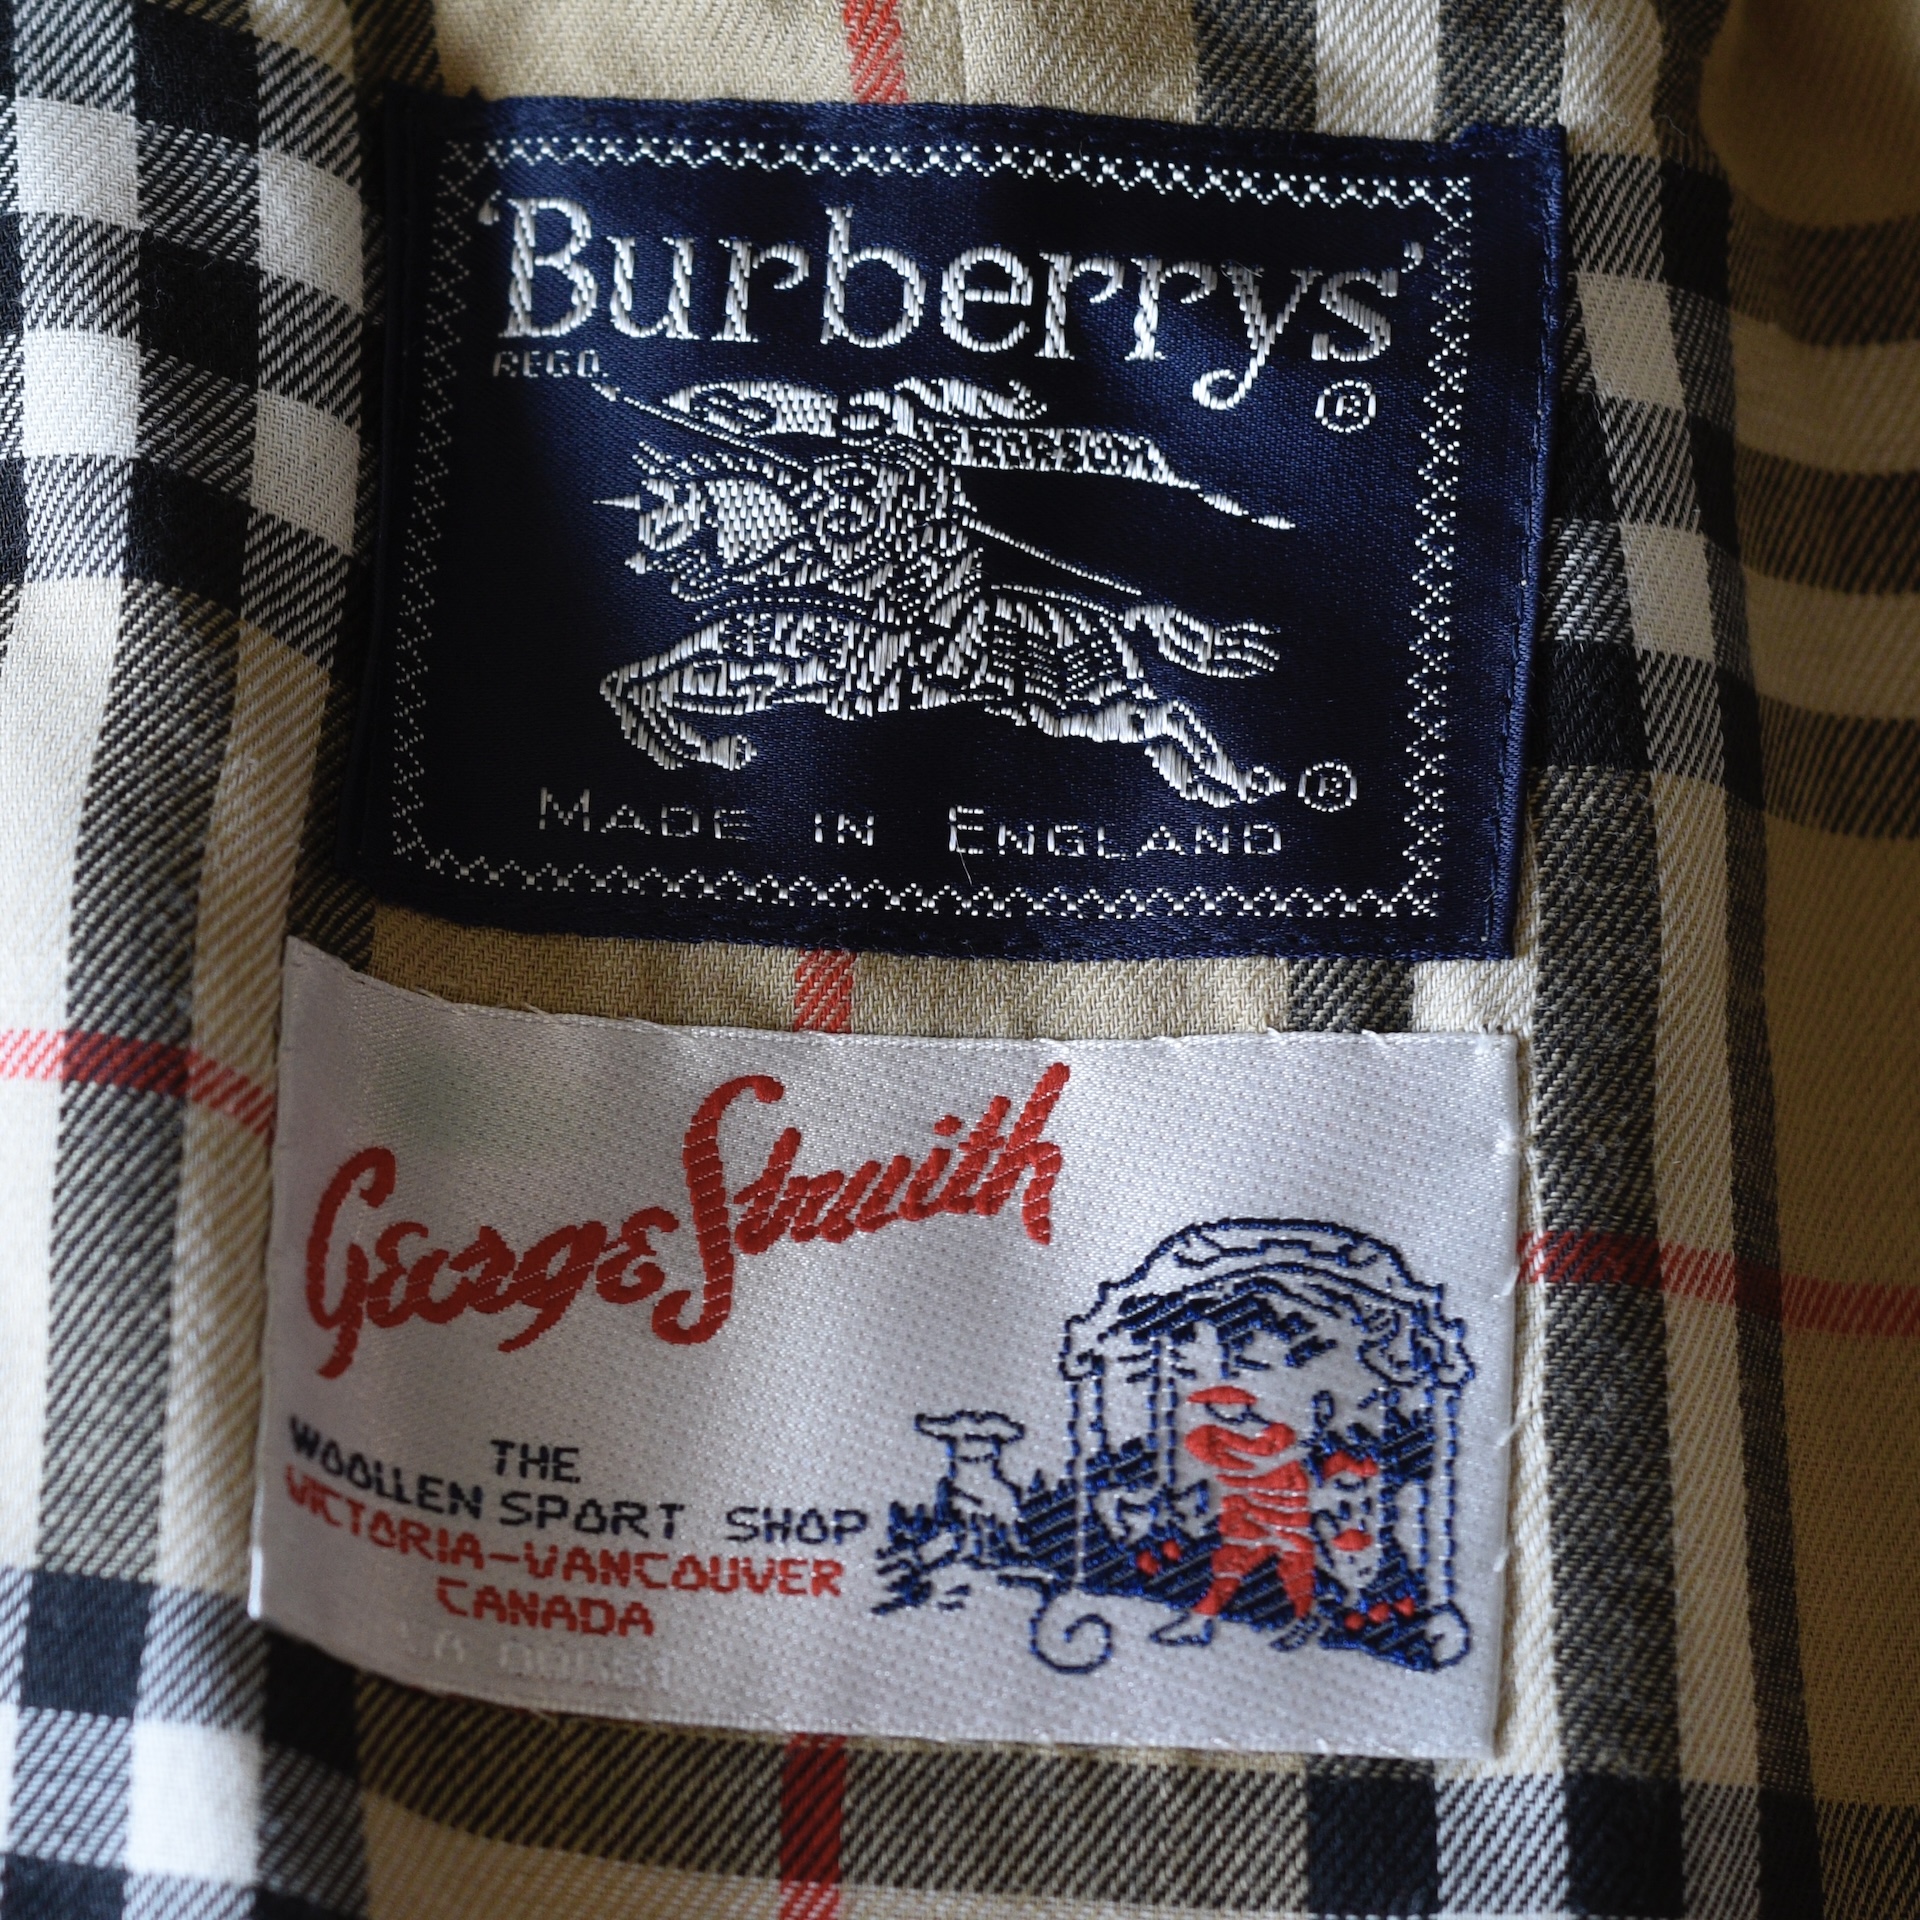 'Burberrys'
REGD.
®
®
MADE IN ENGLAND
George Straith
THE
WOOLLEN SPORT SHOP
VICTORIA-VANCOUVER
CANADA